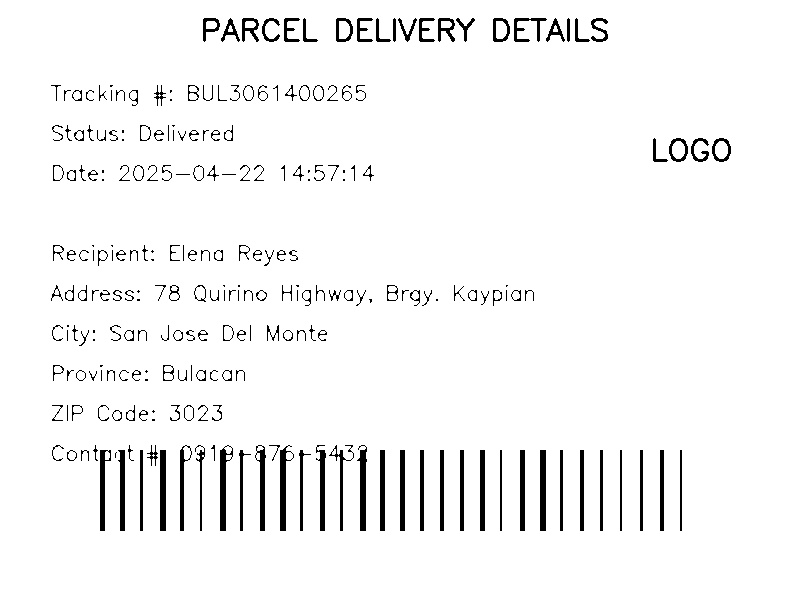 PARCEL DELIVERY DETAILS
Tracking #: BUL3061400265
Status: Delivered
LOGO
Date: 2025-04-22 14:57:14
Recipient: Elena Reyes
Address: 78 Quirino Highway, Brgy. Kaypian
City: San Jose Del Monte
Province: Bulacan
ZIP Code: 3023
Contact #: 0919-876-5432